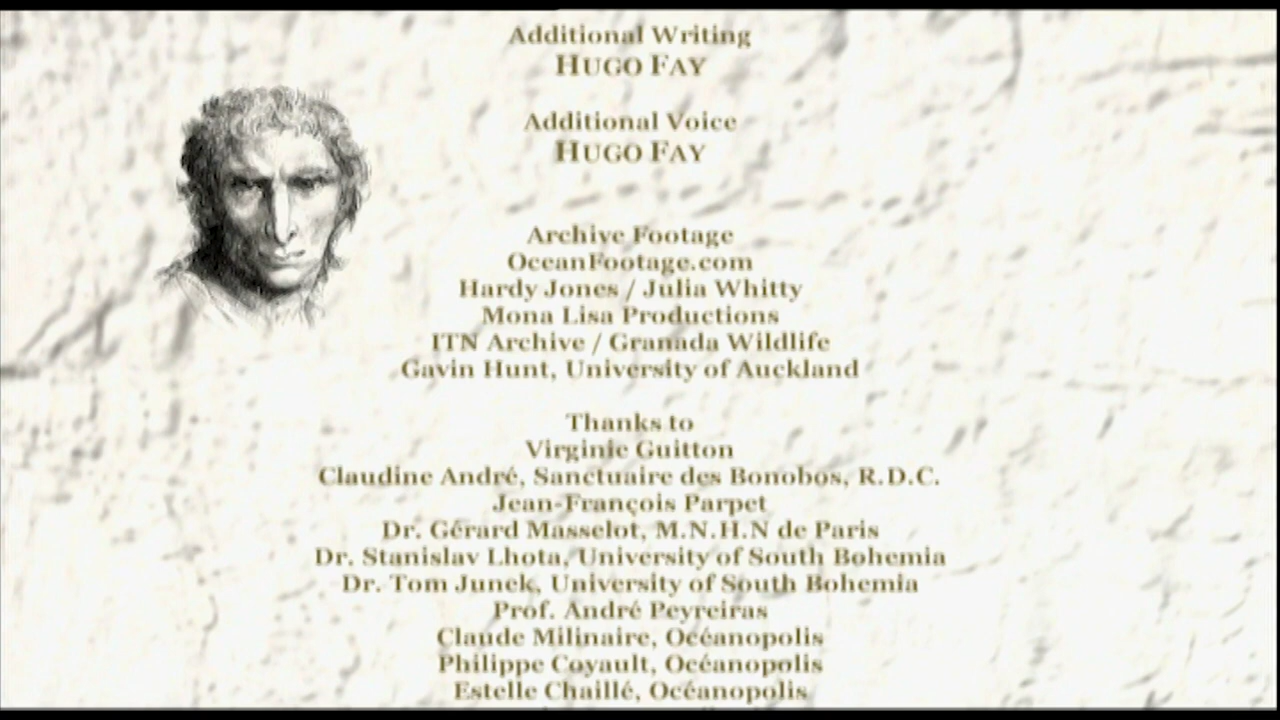 Additional Writing
HUGO FAY
Additional Voice
HUGO FAY
Archive Footage
OceanFootage.com
Hardy Jones / Julia Whitty
Mona Lisa Productions
ITN Archive / Granada Wildlife
Gavin Hunt, University of Auckland
Thanks to
Virginie Guitton
Claudine André, Sanctuaire des Bonobos, R.D.C.
Jean-François Parpet
Dr. Gérard Masselot, M.N.H.N de Paris
Dr. Stanislav Lhota, University of South Bohemia
Dr. Tom Junek, University of South Bohemia
Prof. André Peyreiras
Claude Milinaire, Océanopolis
Philippe Coyault, Océanopolis
Estelle Chaillé, Océanopolis